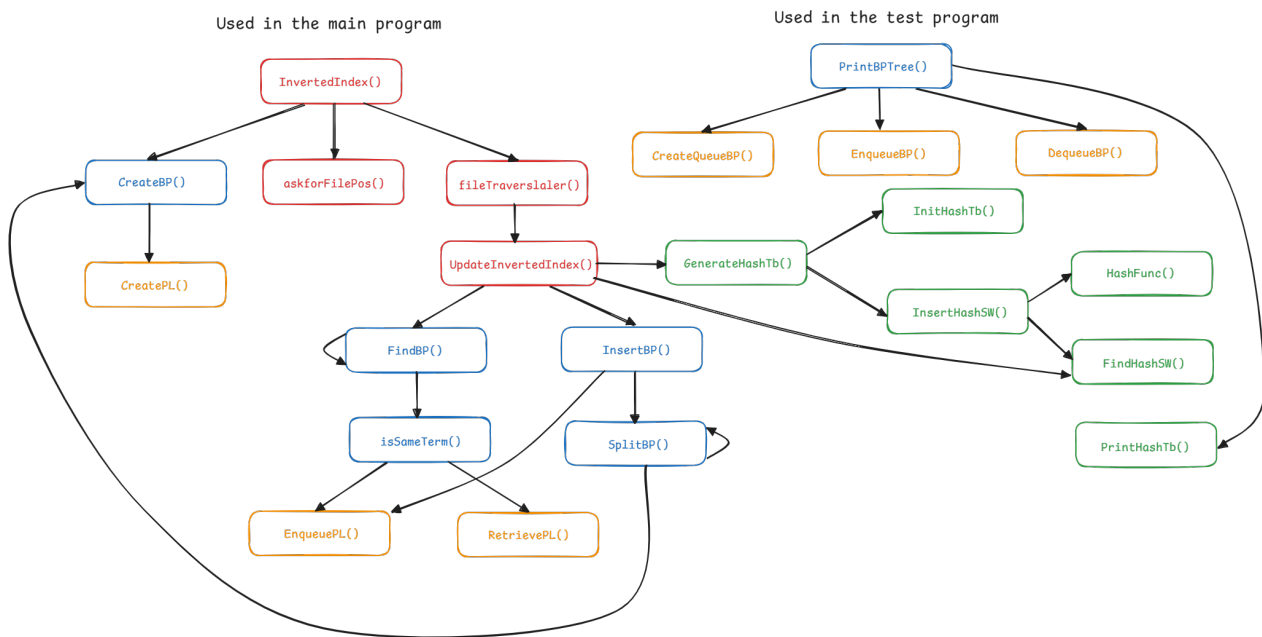 Used in the main program
Used in the test program
InvertedIndex()
PrintBPTree()
CreateBP()
askforFilePos()
fileTraverslaler()
CreateQueueBP()
EnqueueBP()
DequeueBP()
InitHashTb()
CreatePL()
UpdateInvertedIndex()
GenerateHashTb()
HashFunc()
InsertHashSW()
FindBP()
InsertBP()
FindHashSW()
isSameTerm()
SplitBP()
PrintHashTb()
EnqueuePL()
RetrievePL()